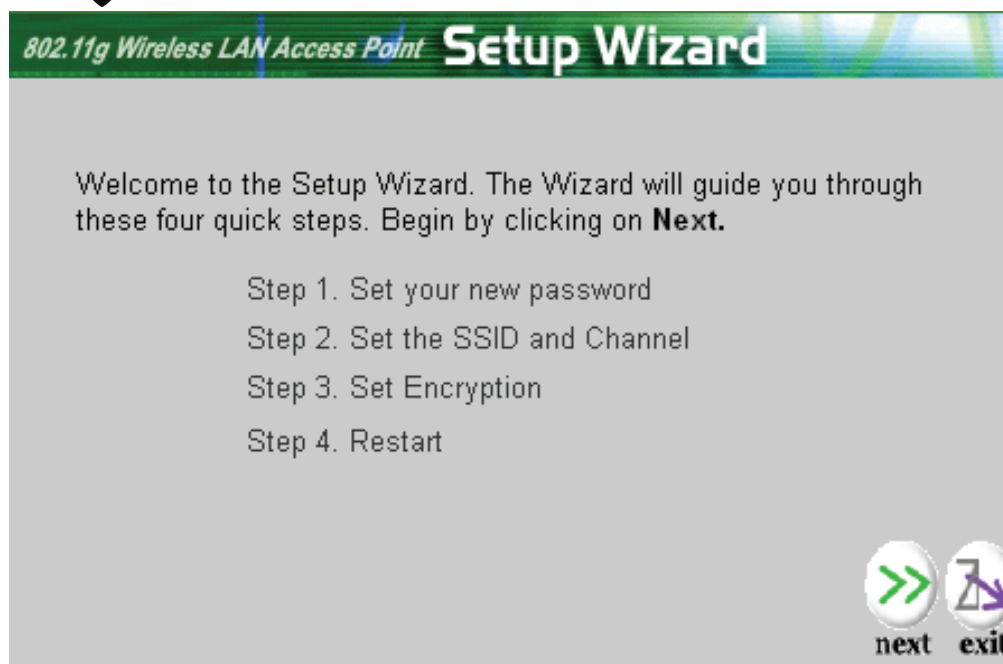 802.11g Wireless LAN Access Point Setup Wizard
Welcome to the Setup Wizard. The Wizard will guide you through
these four quick steps. Begin by clicking on Next.
Step 1. Set your new password
Step 2. Set the SSID and Channel
Step 3. Set Encryption
Step 4. Restart
next exit